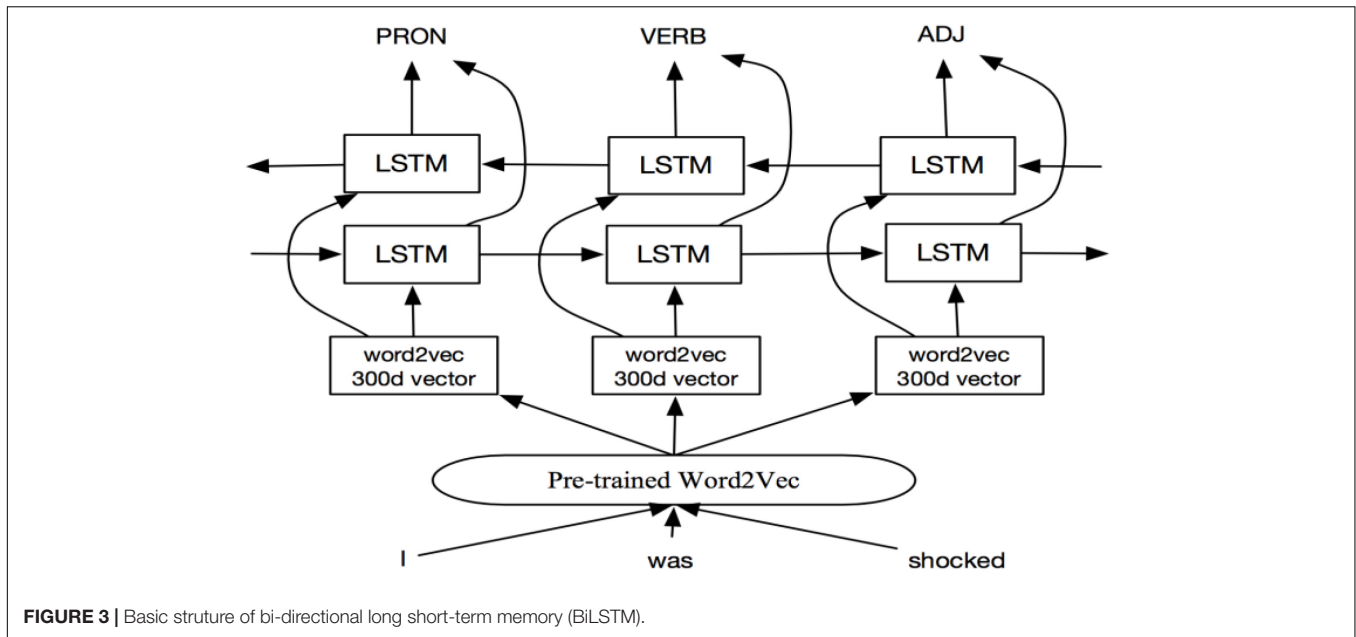 PRON VERB ADJ
LSTM LSTM LSTM
LSTM LSTM LSTM
word2vec word2vec word2vec
300d vector 300d vector 300d vector
Pre-trained Word2Vec
I was shocked
FIGURE 3 | Basic struture of bi-directional long short-term memory (BiLSTM).